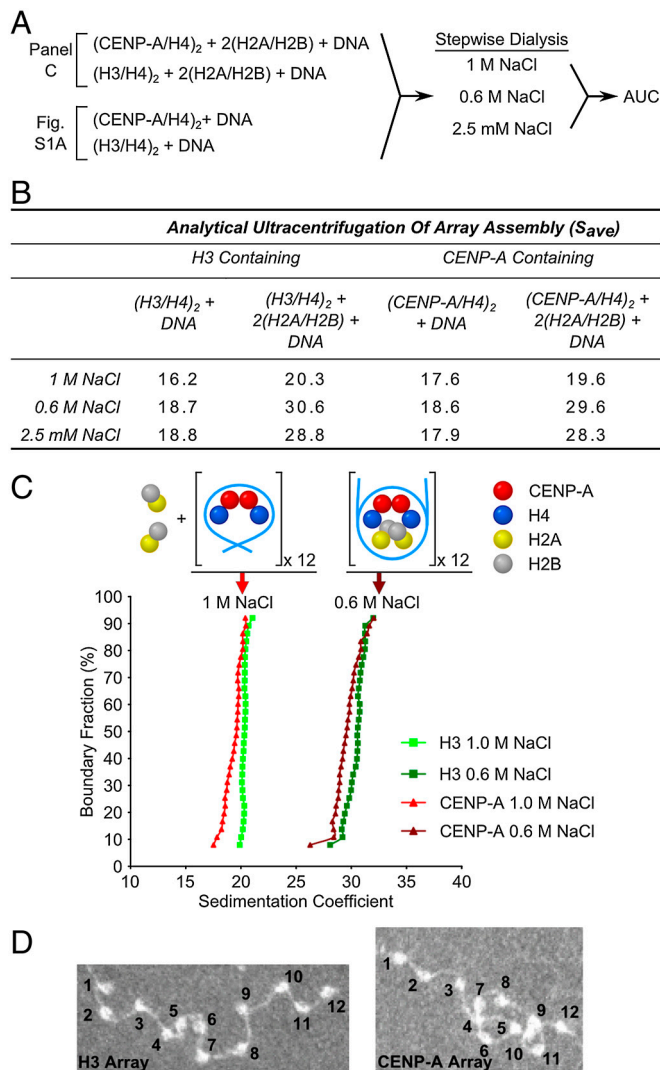 A
Panel C
(CENP-A/H4)2 + 2(H2A/H2B) + DNA
(H3/H4)2 + 2(H2A/H2B) + DNA
Fig. S1A
(CENP-A/H4)2+ DNA
(H3/H4)2 + DNA
Stepwise Dialysis
1 M NaCl
0.6 M NaCl
2.5 mM NaCl
AUC
B
Analytical Ultracentrifugation Of Array Assembly (Save)
H3 Containing
CENP-A Containing
(H3/H4)2 + DNA
(H3/H4)2 + 2(H2A/H2B) + DNA
(CENP-A/H4)2 + DNA
(CENP-A/H4)2 + 2(H2A/H2B) + DNA
1 M NaCl 16.2 20.3 17.6 19.6
0.6 M NaCl 18.7 30.6 18.6 29.6
2.5 mM NaCl 18.8 28.8 17.9 28.3
C
+
x 12
x 12
CENP-A
H4
H2A
H2B
1 M NaCl
0.6 M NaCl
Boundary Fraction (%)
100
90
80
70
60
50
40
30
20
10
0
10 15 20 25 30 35 40
Sedimentation Coefficient
H3 1.0 M NaCl
H3 0.6 M NaCl
CENP-A 1.0 M NaCl
CENP-A 0.6 M NaCl
D
1 2 3 4 5 6 7 8 9 10 11 12
H3 Array
1 2 3 4 7 8 5 6 10 9 11 12
CENP-A Array